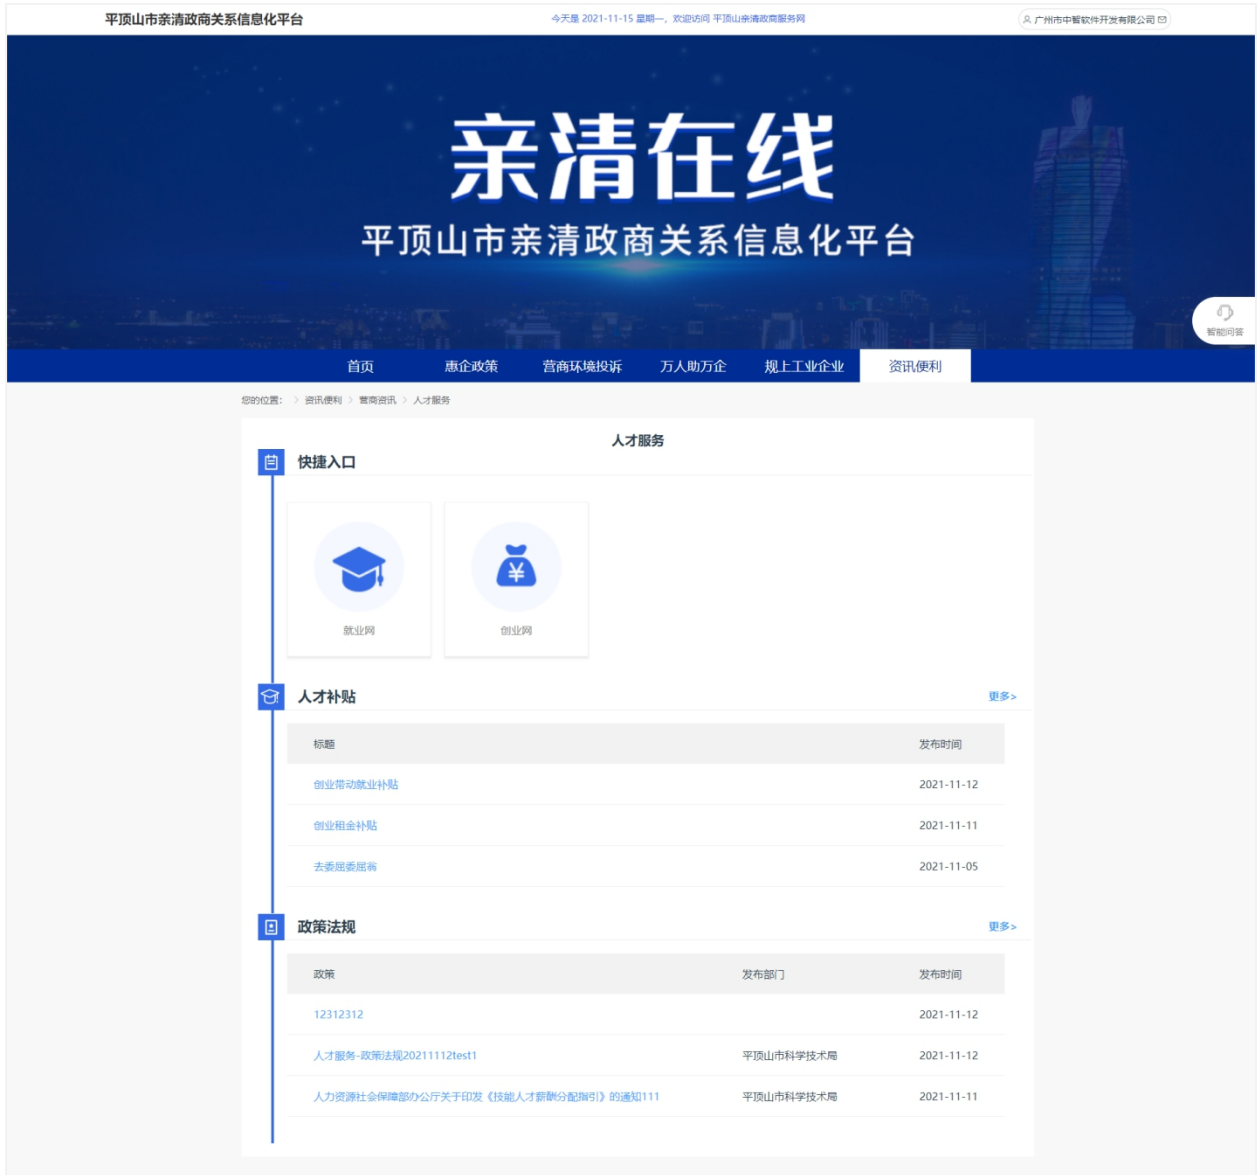 平顶山市亲清政商关系信息化平台
今天是 2021-11-15 星期一，欢迎访问 平顶山亲清政商服务网
广州市中智软件开发有限公司
亲清在线
平顶山市亲清政商关系信息化平台
智能问答
首页 惠企政策 营商环境投诉 万人助万企 规上工业企业 资讯便利
您的位置： > 资讯便利 > 营商资讯 > 人才服务
人才服务
快捷入口
就业网 创业网
人才补贴 更多>
标题 发布时间
创业带动就业补贴 2021-11-12
创业租金补贴 2021-11-11
去委屈委屈翁 2021-11-05
政策法规 更多>
政策 发布部门 发布时间
12312312 2021-11-12
人才服务-政策法规20211112test1 平顶山市科学技术局 2021-11-12
人力资源社会保障部办公厅关于印发《技能人才薪酬分配指引》的通知111 平顶山市科学技术局 2021-11-11